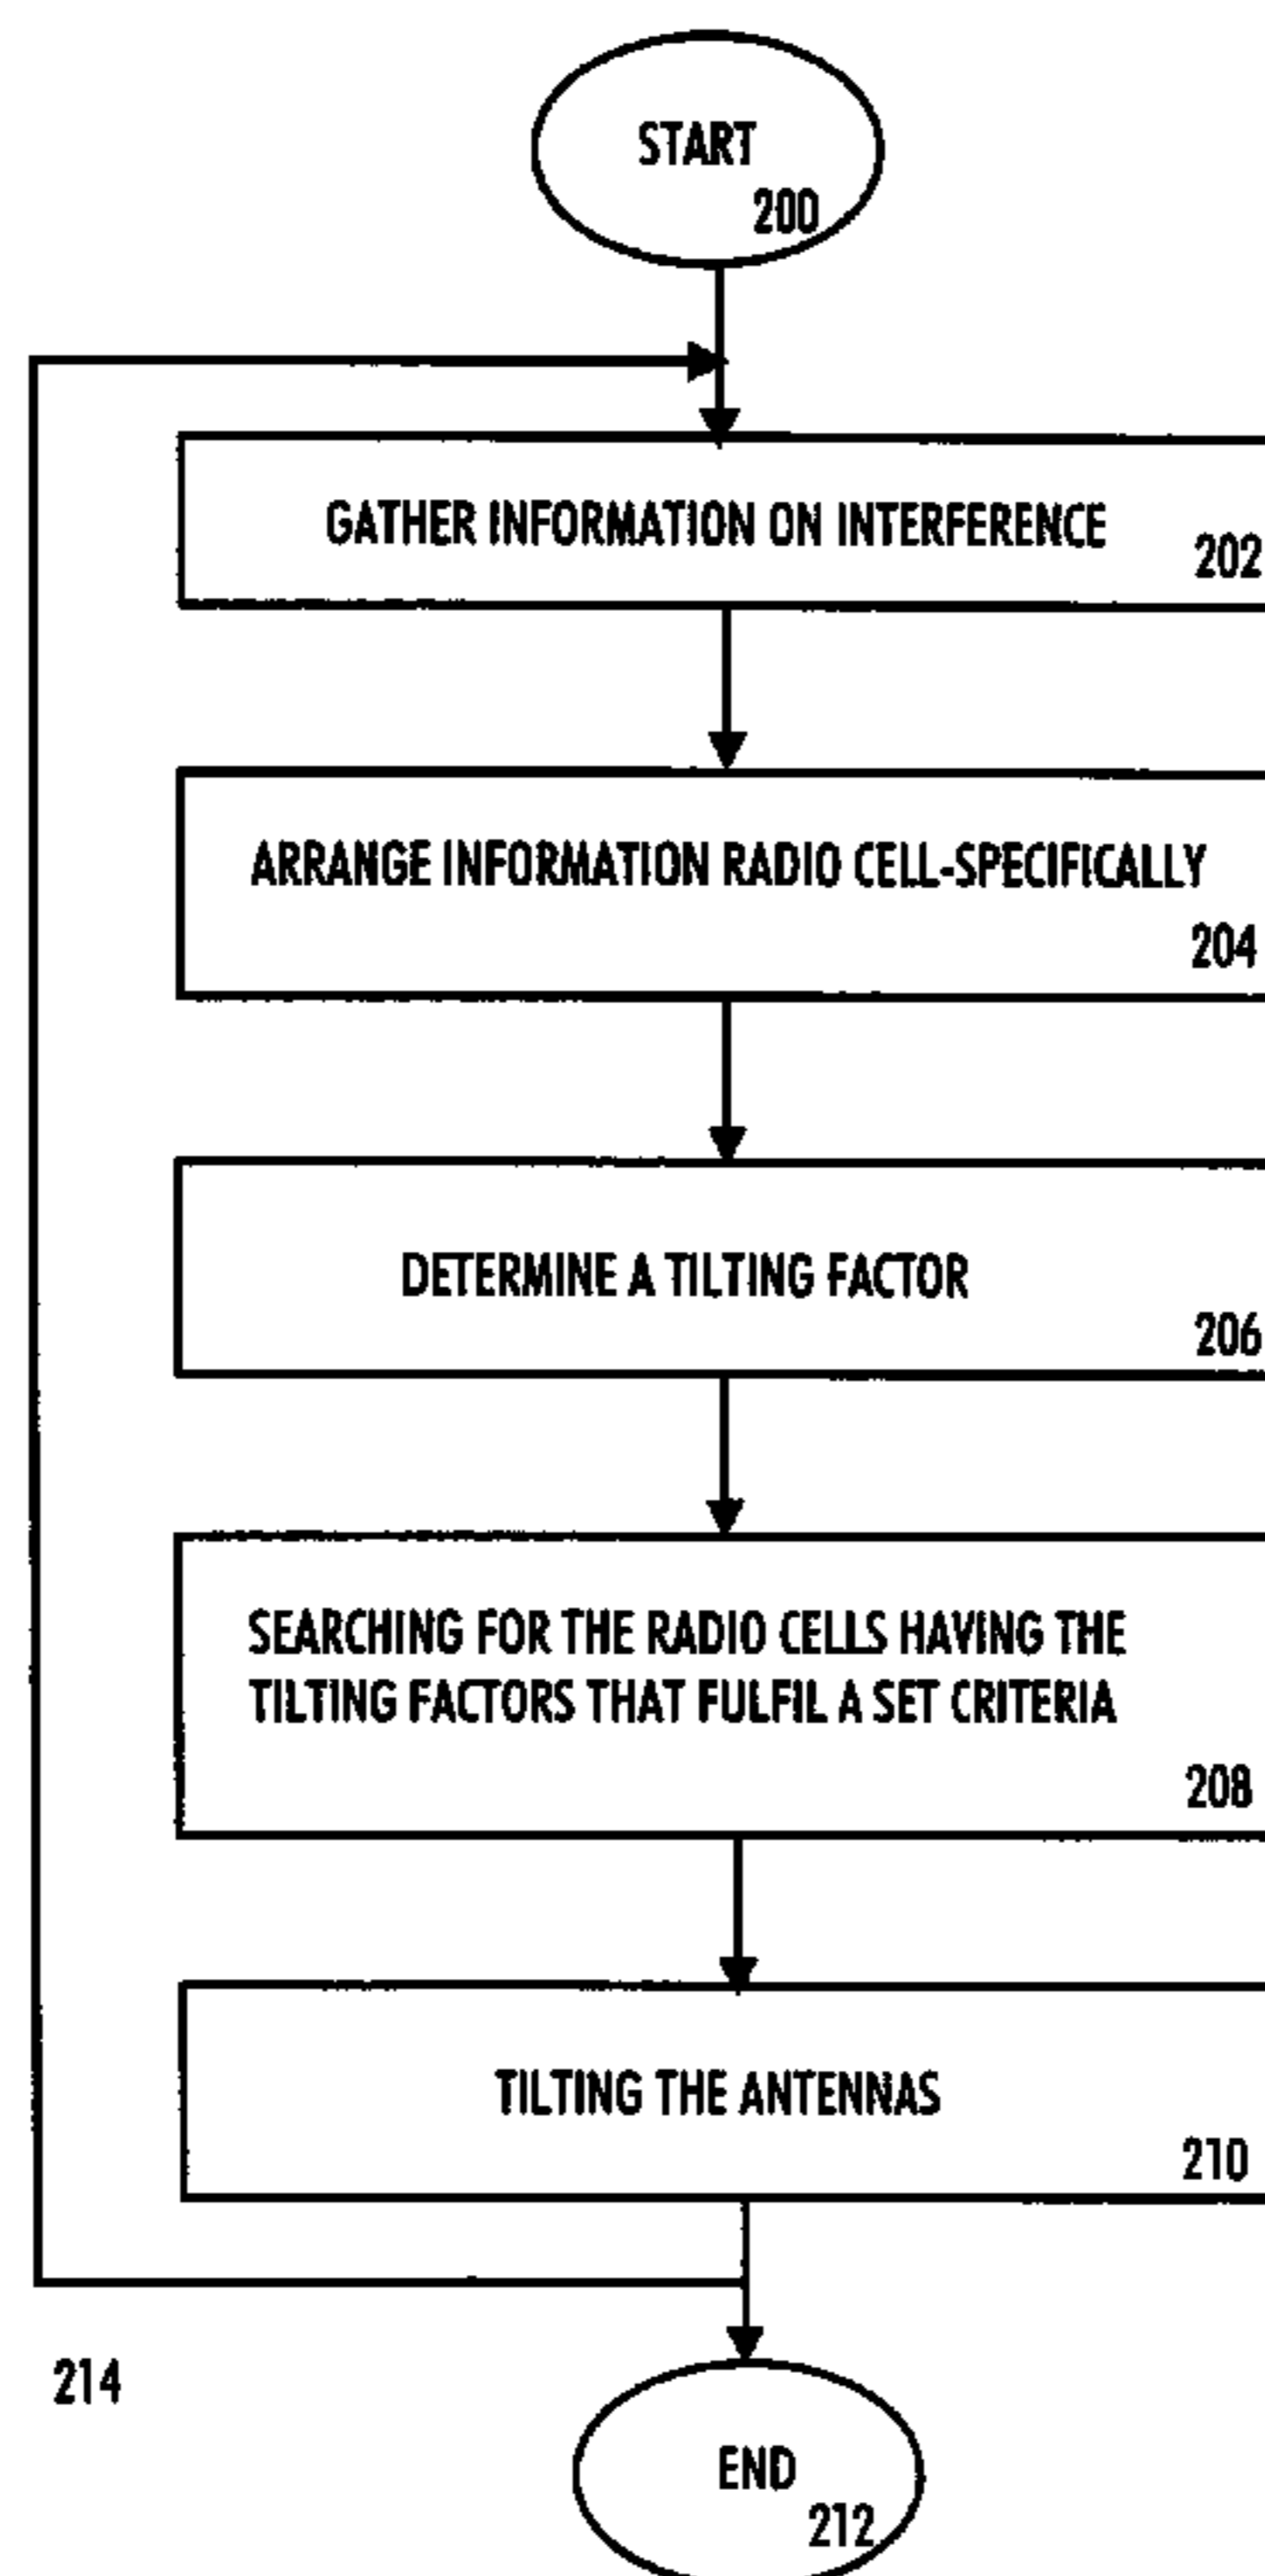 START
200
GATHER INFORMATION ON INTERFERENCE
202
ARRANGE INFORMATION RADIO CELL-SPECIFICALLY
204
DETERMINE A TILTING FACTOR
206
SEARCHING FOR THE RADIO CELLS HAVING THE
TILTING FACTORS THAT FULFIL A SET CRITERIA
208
TILTING THE ANTENNAS
210
214
END
212